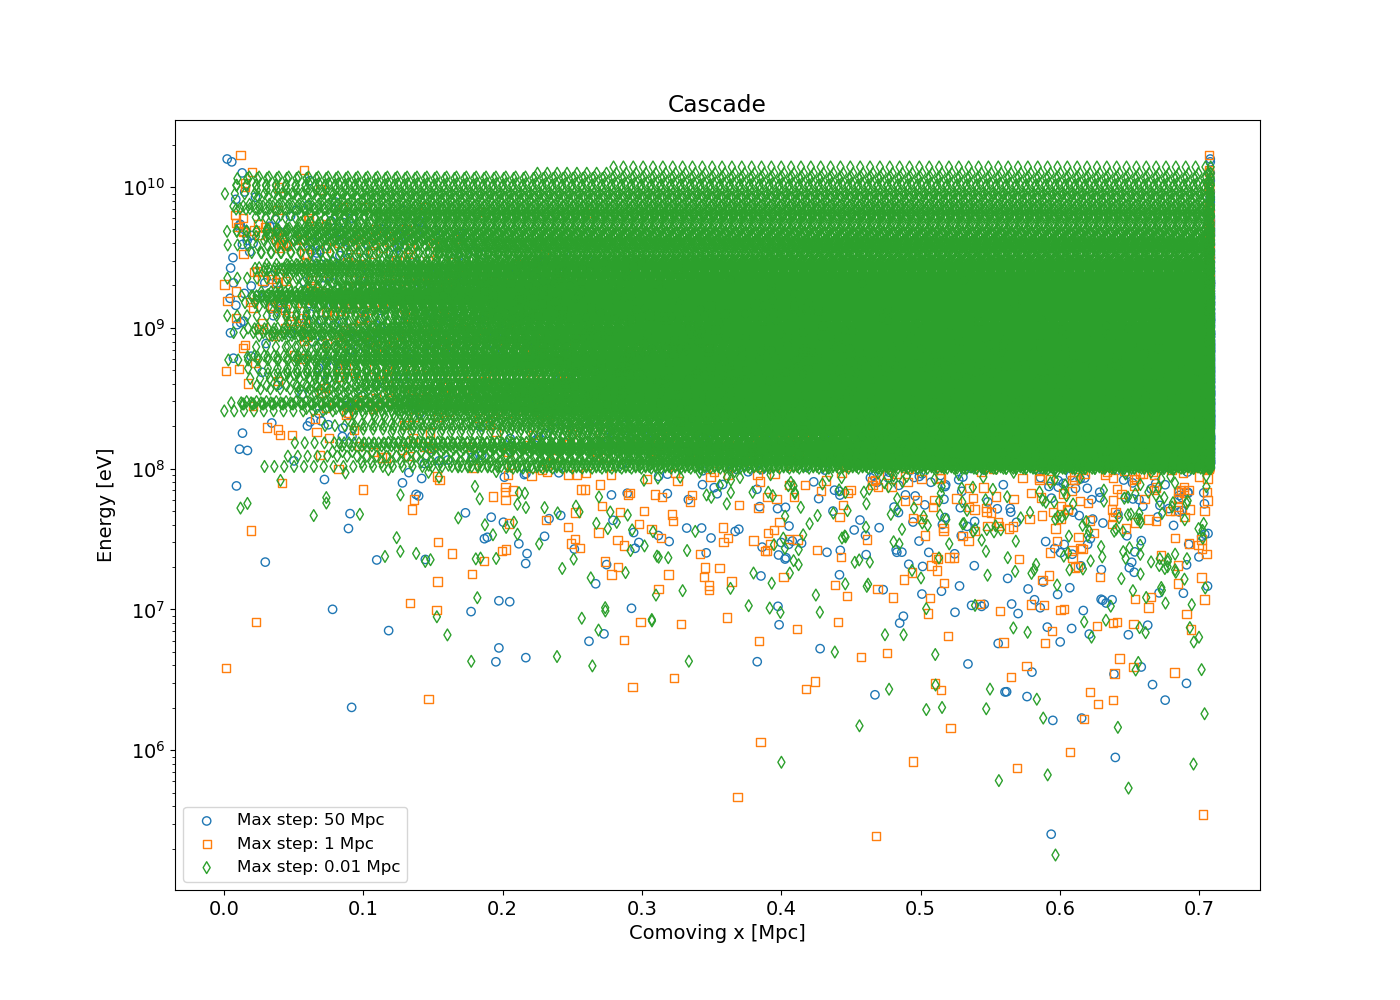 Cascade
10^10
10^9
10^8
10^7
10^6
Energy [eV]
Max step: 50 Mpc
Max step: 1 Mpc
Max step: 0.01 Mpc
0.0 0.1 0.2 0.3 0.4 0.5 0.6 0.7
Comoving x [Mpc]